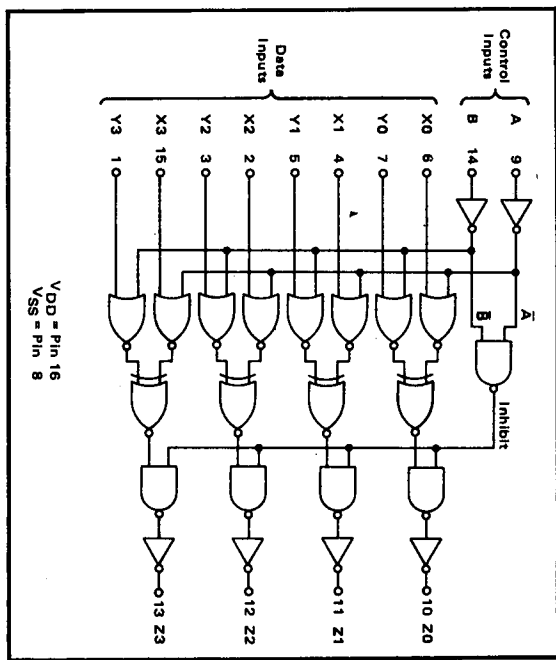 Control
Inputs
A 9
B 14
A̅
B̅
Inhibit
Data
Inputs
X0 6
Y0 7
10 Z0
X1 4
Y1 5
11 Z1
X2 2
Y2 3
12 Z2
X3 15
Y3 1
13 Z3
VDD = Pin 16
VSS = Pin 8